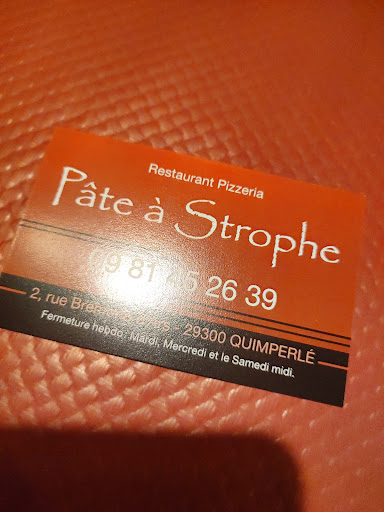 Restaurant Pizzeria
Pâte à Strophe
09 81 45 26 39
2, rue 29300 QUIMPERLÉ
Fermeture hebdo: Mardi, Mercredi et le Samedi midi.